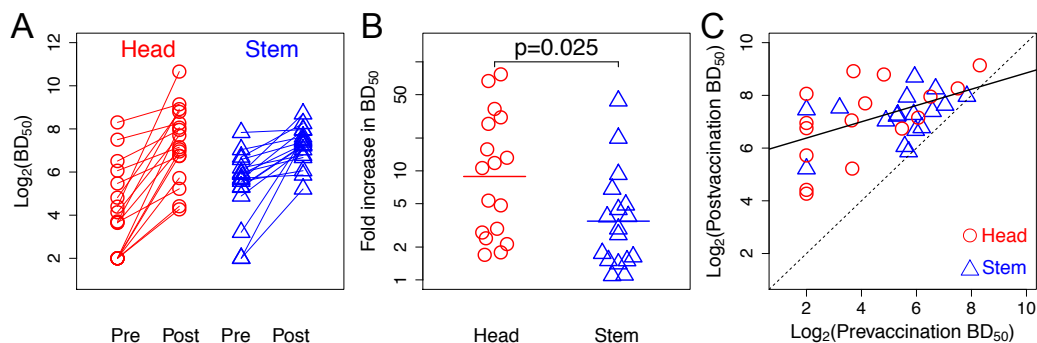 A
Head
Stem
Log2(BD50)
12
10
8
6
4
2
Pre
Post
Pre
Post
B
p=0.025
Fold increase in BD50
50
10
5
2
1
Head
Stem
C
Log2(Postvaccination BD50)
10
8
6
4
2
Head
Stem
2
4
6
8
10
Log2(Prevaccination BD50)